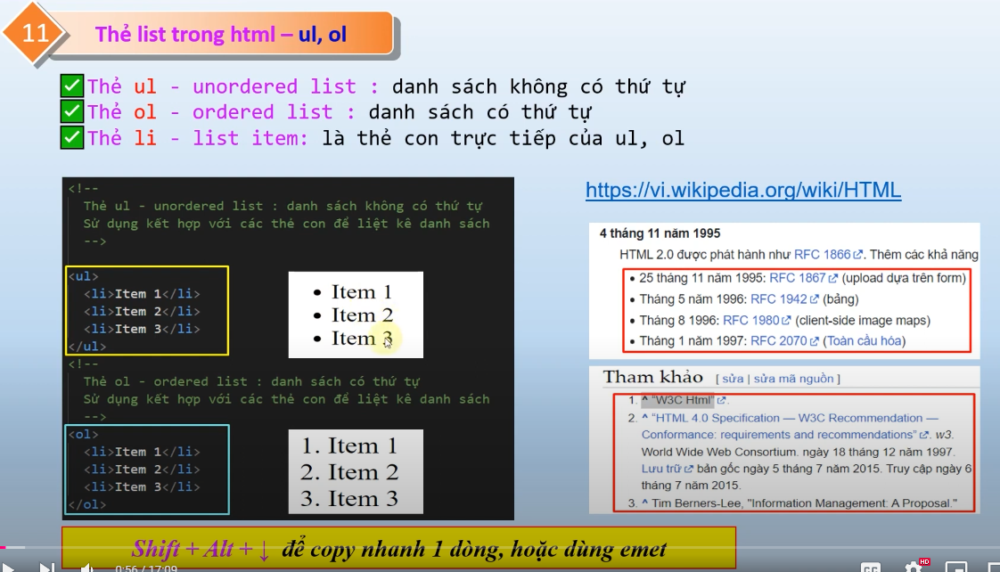 11
Thẻ list trong html – ul, ol
Thẻ ul - unordered list : danh sách không có thứ tự
Thẻ ol - ordered list : danh sách có thứ tự
Thẻ li - list item: là thẻ con trực tiếp của ul, ol
<!--
Thẻ ul - unordered list : danh sách không có thứ tự
Sử dụng kết hợp với các thẻ con để liệt kê danh sách
-->
<ul>
<li>Item 1</li>
<li>Item 2</li>
<li>Item 3</li>
</ul>
<!--
Thẻ ol - ordered list : danh sách có thứ tự
Sử dụng kết hợp với các thẻ con để liệt kê danh sách
-->
<ol>
<li>Item 1</li>
<li>Item 2</li>
<li>Item 3</li>
</ol>
• Item 1
• Item 2
• Item 3
1. Item 1
2. Item 2
3. Item 3
https://vi.wikipedia.org/wiki/HTML
4 tháng 11 năm 1995
HTML 2.0 được phát hành như RFC 1866. Thêm các khả năng
• 25 tháng 11 năm 1995: RFC 1867 (upload dựa trên form)
• Tháng 5 năm 1996: RFC 1942 (bảng)
• Tháng 8 1996: RFC 1980 (client-side image maps)
• Tháng 1 năm 1997: RFC 2070 (Toàn cầu hóa)
Tham khảo [ sửa | sửa mã nguồn ]
1. ^ "W3C Html".
2. ^ "HTML 4.0 Specification — W3C Recommendation —
Conformance: requirements and recommendations". w3.
World Wide Web Consortium. ngày 18 tháng 12 năm 1997.
Lưu trữ bản gốc ngày 5 tháng 7 năm 2015. Truy cập ngày 6
tháng 7 năm 2015.
3. ^ Tim Berners-Lee, "Information Management: A Proposal."
Shift + Alt + ↓ để copy nhanh 1 dòng, hoặc dùng emet
0:56 / 17:09
CC
HD